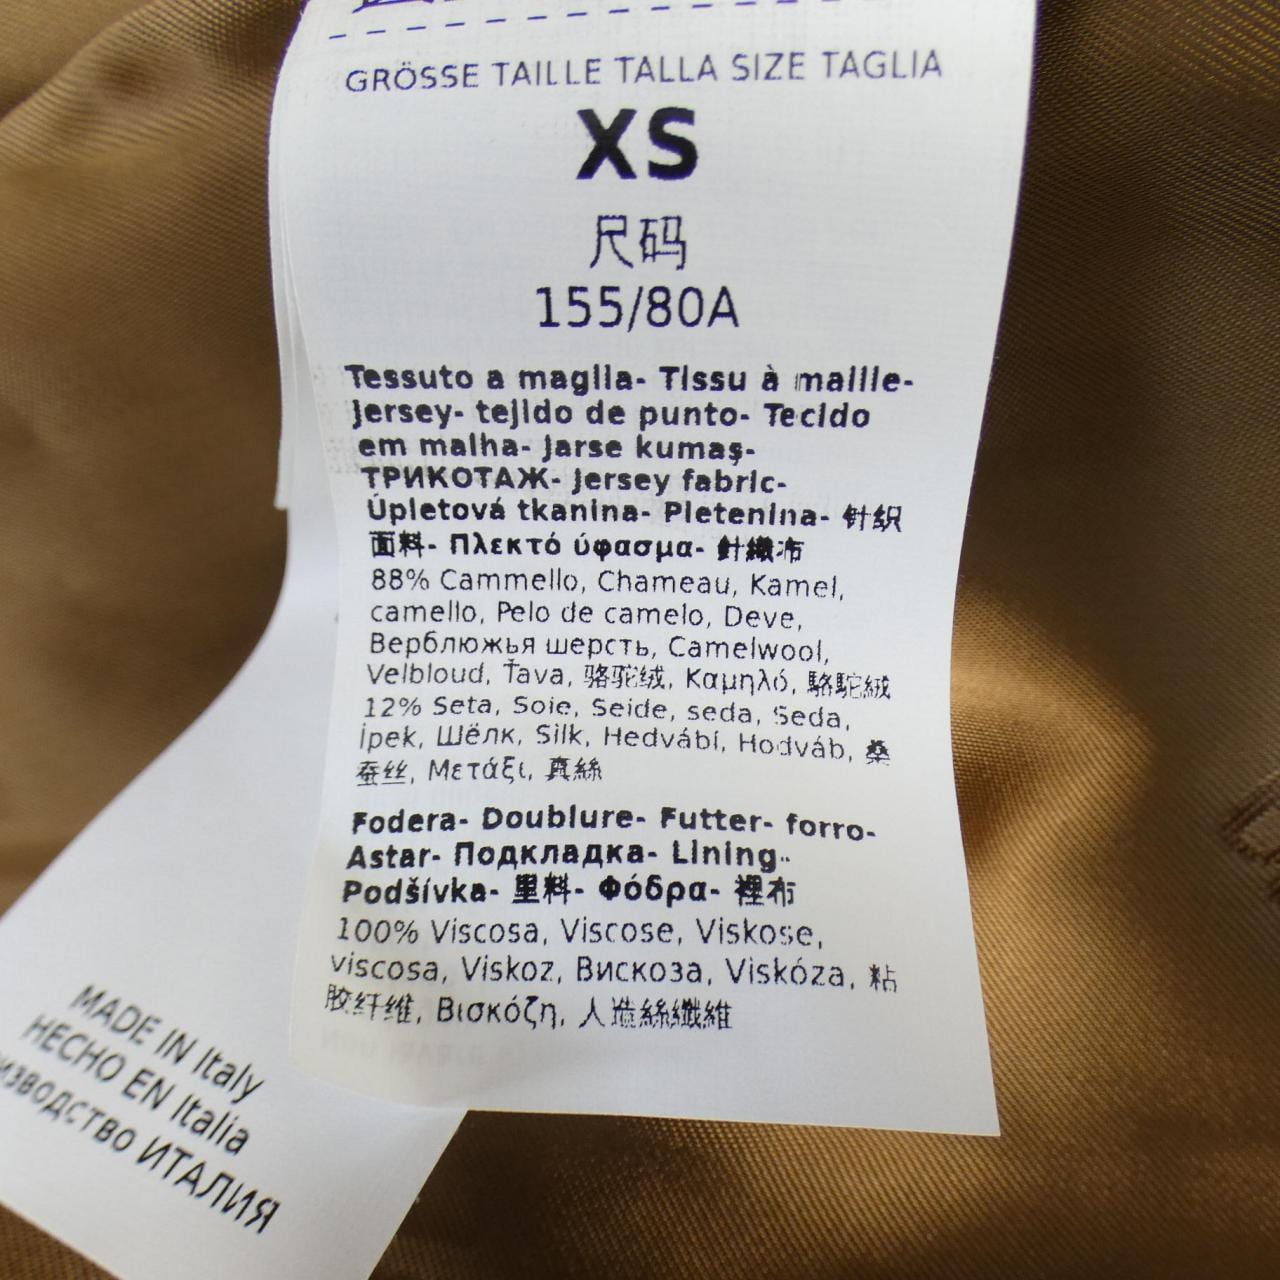 GRÖSSE TAILLE TALLA SIZE TAGLIA
XS
尺码
155/80A
Tessuto a maglia- Tissu à maille-
Jersey- tejido de punto- Tecido
em malha- Jarse kumaş-
ТРИКОТАЖ- Jersey fabric-
Úpletová tkanina- Pletenina- 针织
面料- Πλεκτό ύφασμα- 針織布
88% Cammello, Chameau, Kamel,
camello, Pelo de camelo, Deve,
Верблюжья шерсть, Camelwool,
Velbloud, Ťava, 骆驼绒, Καμηλό, 駱駝絨
12% Seta, Soie, Seide, seda, Seda,
İpek, Шёлк, Silk, Hedvábí, Hodváb, 桑
蚕丝, Μετάξι, 真絲
Fodera- Doublure- Futter- forro-
Astar- Подкладка- Lining-
Podšívka- 里料- Φόδρα- 裡布
100% Viscosa, Viscose, Viskose,
viscosa, Viskoz, Вискоза, Viskóza, 粘
胶纤维, Βισκόζη, 人造絲纖維
MADE IN Italy
HECHO EN Italia
ИТАЛИЯ